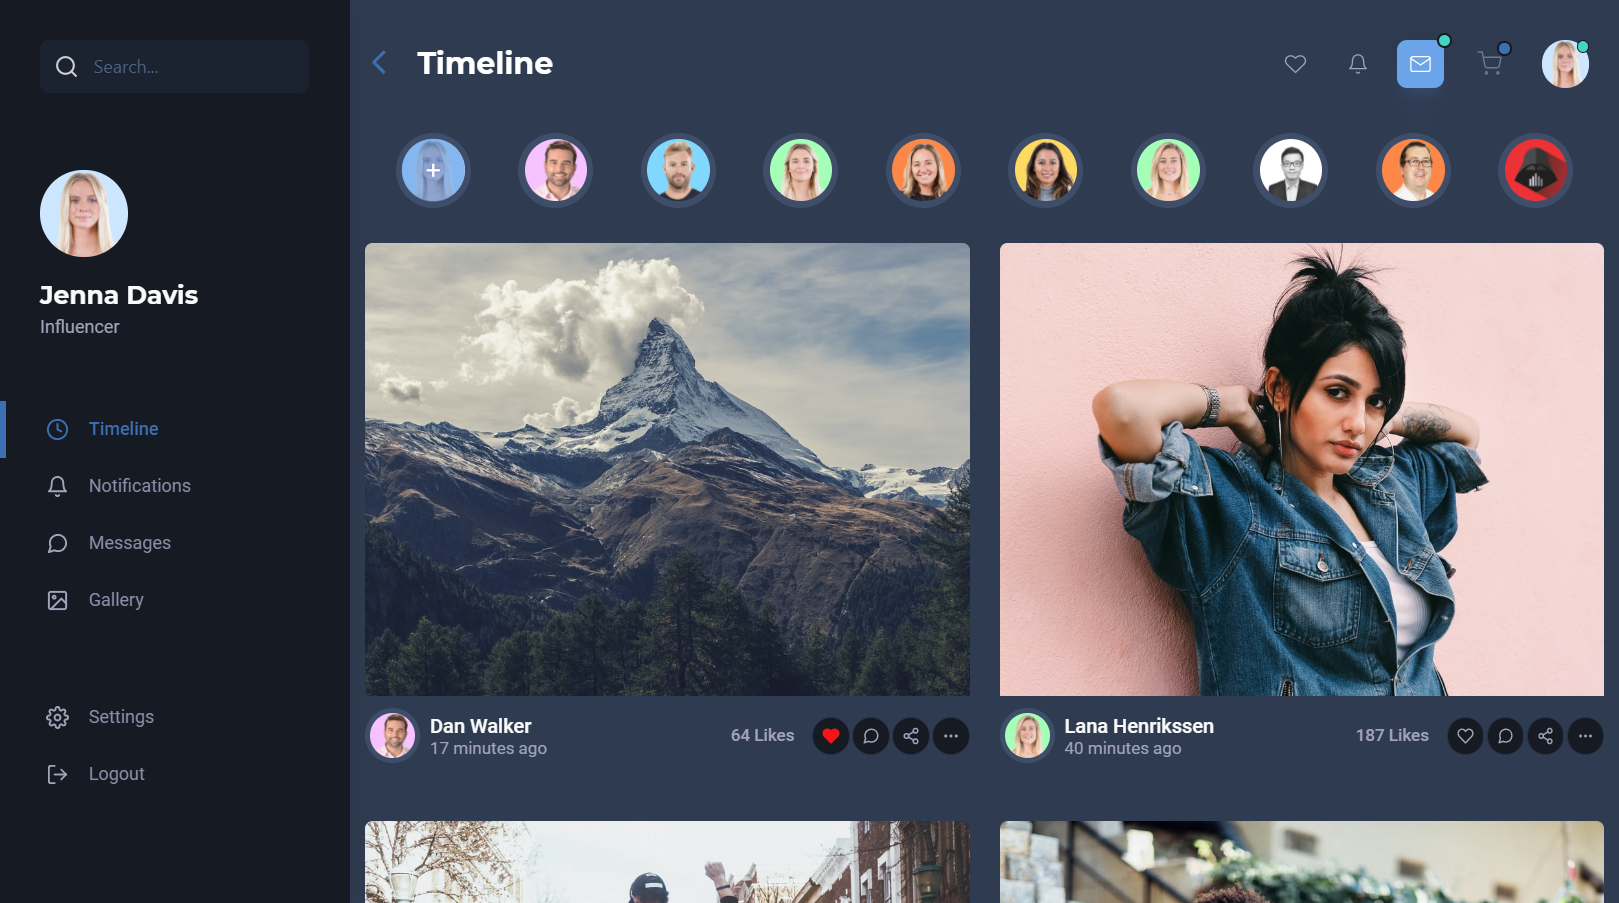 Search...
Timeline
Jenna Davis
Influencer
Timeline
Notifications
Messages
Gallery
Settings
Logout
Dan Walker
17 minutes ago
64 Likes
Lana Henrikssen
40 minutes ago
187 Likes